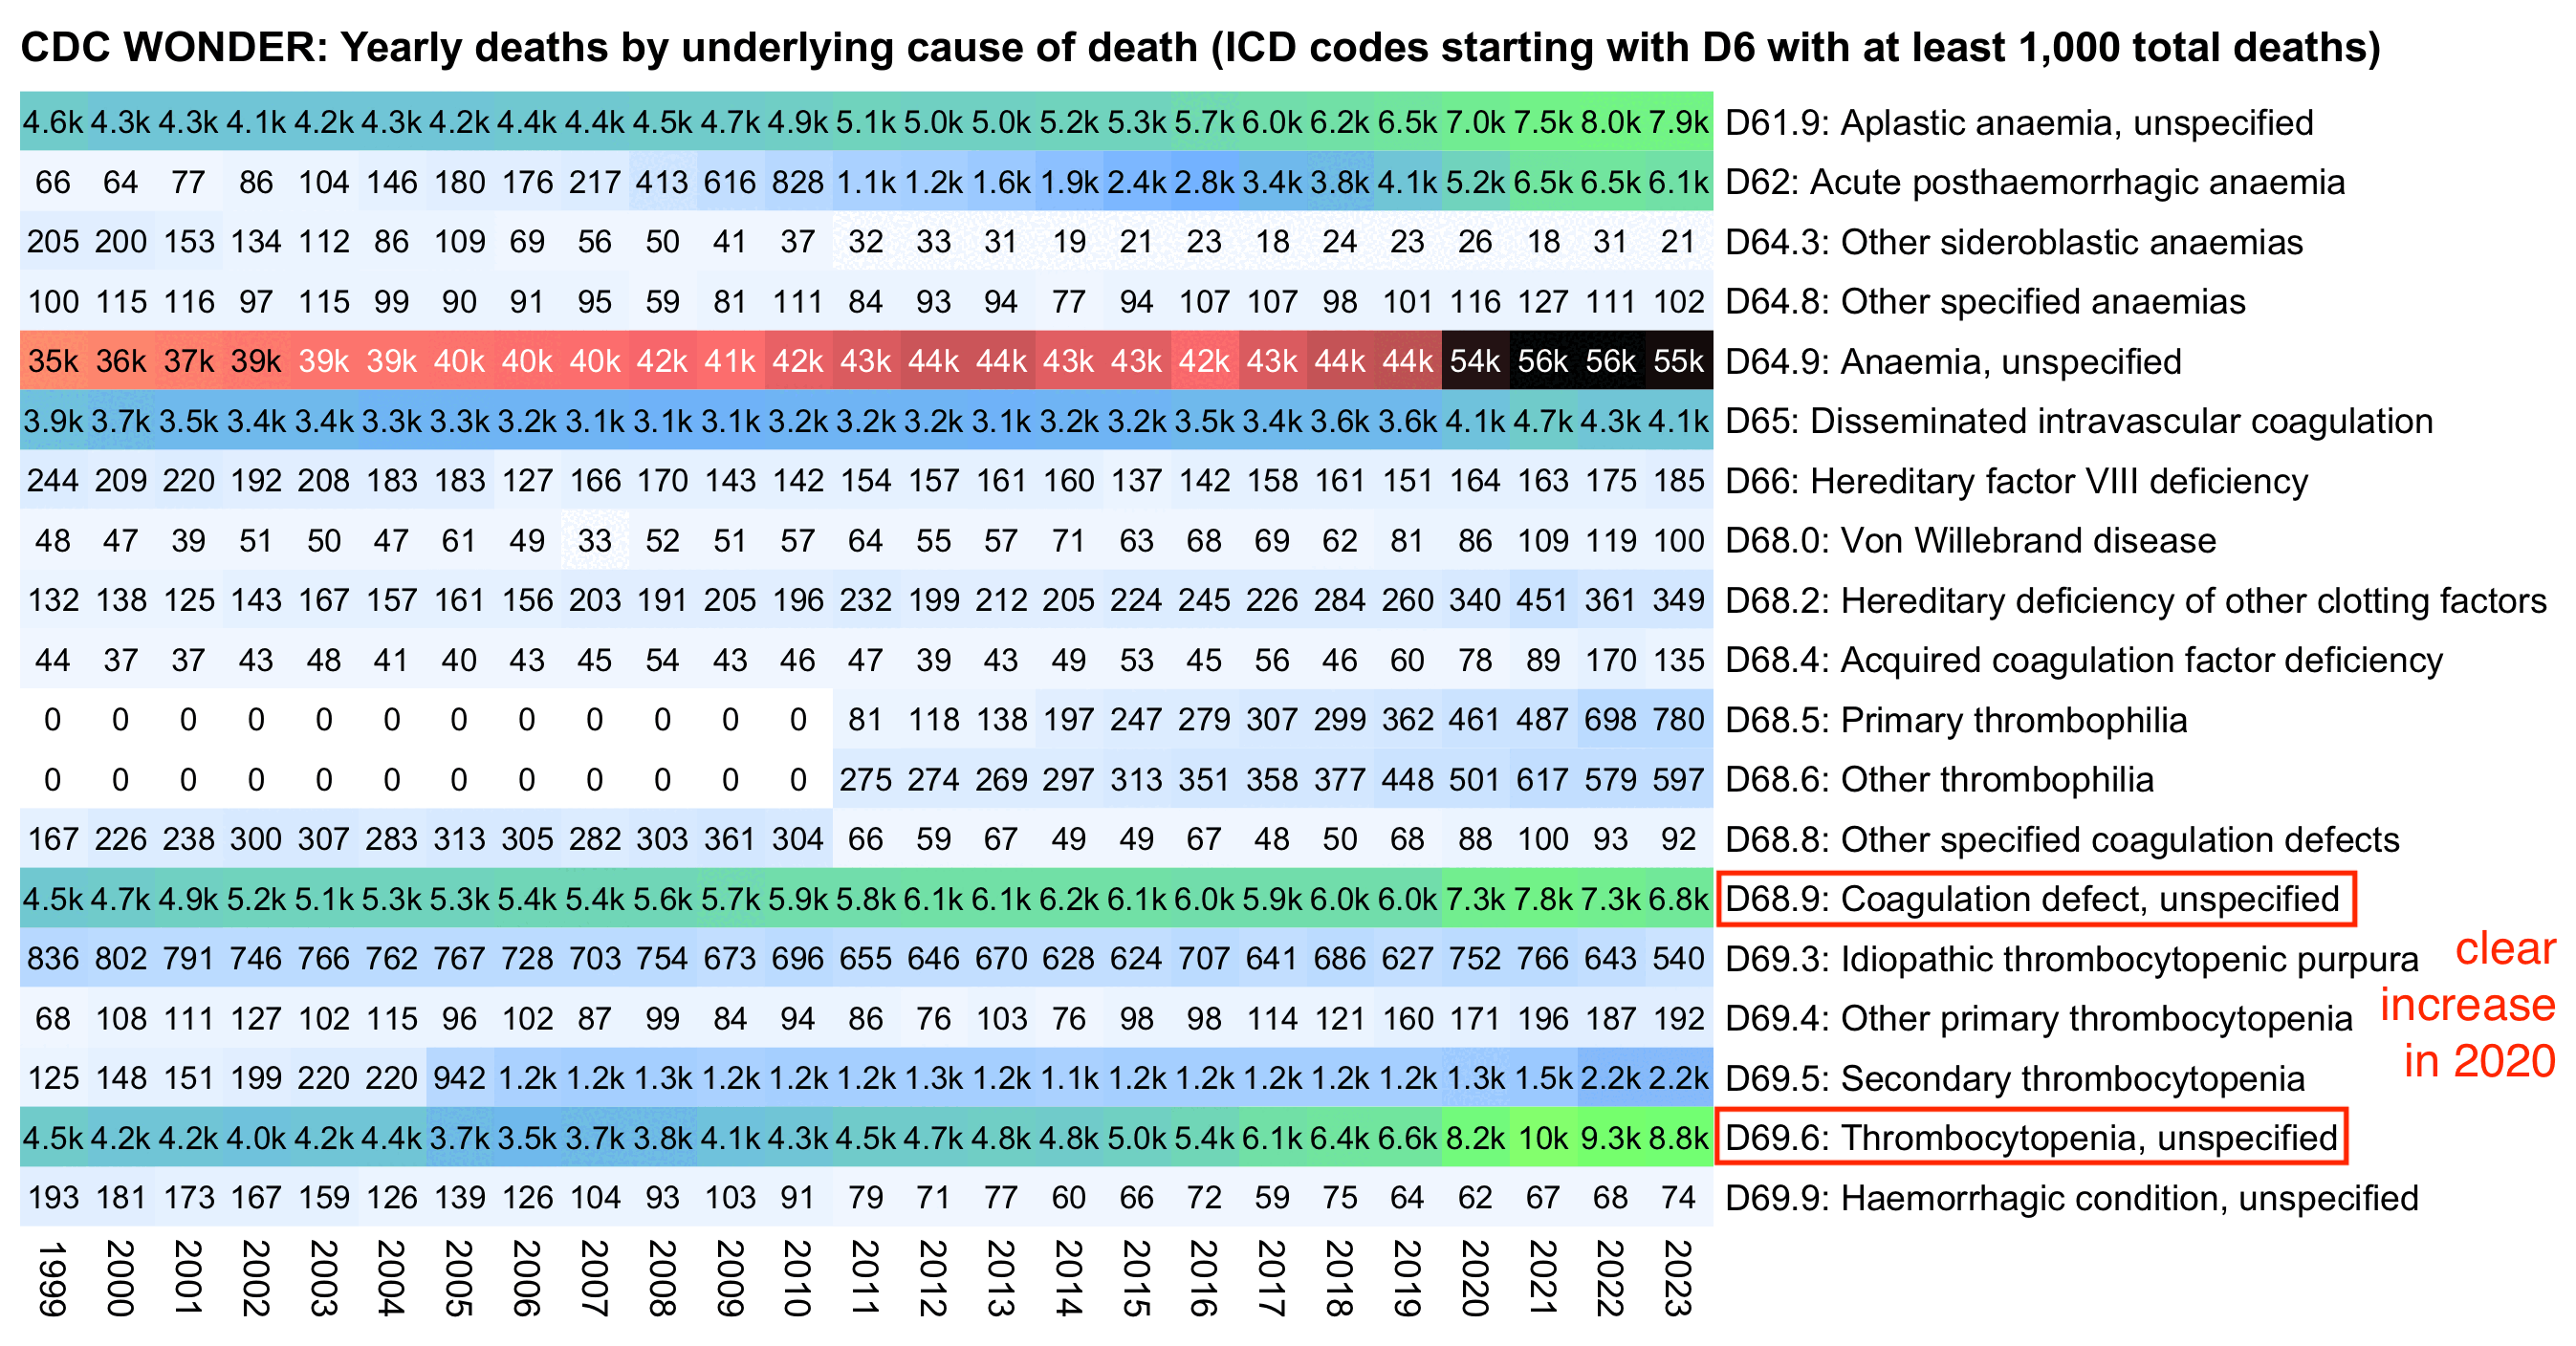 CDC WONDER: Yearly deaths by underlying cause of death (ICD codes starting with D6 with at least 1,000 total deaths)
4.6k 4.3k 4.3k 4.1k 4.2k 4.3k 4.2k 4.4k 4.4k 4.5k 4.7k 4.9k 5.1k 5.0k 5.0k 5.2k 5.3k 5.7k 6.0k 6.2k 6.5k 7.0k 7.5k 8.0k 7.9k D61.9: Aplastic anaemia, unspecified
66 64 77 86 104 146 180 176 217 413 616 828 1.1k 1.2k 1.6k 1.9k 2.4k 2.8k 3.4k 3.8k 4.1k 5.2k 6.5k 6.5k 6.1k D62: Acute posthaemorrhagic anaemia
205 200 153 134 112 86 109 69 56 50 41 37 32 33 31 19 21 23 18 24 23 26 18 31 21 D64.3: Other sideroblastic anaemias
100 115 116 97 115 99 90 91 95 59 81 111 84 93 94 77 94 107 107 98 101 116 127 111 102 D64.8: Other specified anaemias
35k 36k 37k 39k 39k 39k 40k 40k 40k 42k 41k 42k 43k 44k 44k 43k 43k 42k 43k 44k 44k 54k 56k 56k 55k D64.9: Anaemia, unspecified
3.9k 3.7k 3.5k 3.4k 3.4k 3.3k 3.3k 3.2k 3.1k 3.1k 3.1k 3.2k 3.2k 3.2k 3.1k 3.2k 3.2k 3.5k 3.4k 3.6k 3.6k 4.1k 4.7k 4.3k 4.1k D65: Disseminated intravascular coagulation
244 209 220 192 208 183 183 127 166 170 143 142 154 157 161 160 137 142 158 161 151 164 163 175 185 D66: Hereditary factor VIII deficiency
48 47 39 51 50 47 61 49 33 52 51 57 64 55 57 71 63 68 69 62 81 86 109 119 100 D68.0: Von Willebrand disease
132 138 125 143 167 157 161 156 203 191 205 196 232 199 212 205 224 245 226 284 260 340 451 361 349 D68.2: Hereditary deficiency of other clotting factors
44 37 37 43 48 41 40 43 45 54 43 46 47 39 43 49 53 45 56 46 60 78 89 170 135 D68.4: Acquired coagulation factor deficiency
0 0 0 0 0 0 0 0 0 0 0 0 81 118 138 197 247 279 307 299 362 461 487 698 780 D68.5: Primary thrombophilia
0 0 0 0 0 0 0 0 0 0 0 0 275 274 269 297 313 351 358 377 448 501 617 579 597 D68.6: Other thrombophilia
167 226 238 300 307 283 313 305 282 303 361 304 66 59 67 49 49 67 48 50 68 88 100 93 92 D68.8: Other specified coagulation defects
4.5k 4.7k 4.9k 5.2k 5.1k 5.3k 5.3k 5.4k 5.4k 5.6k 5.7k 5.9k 5.8k 6.1k 6.1k 6.2k 6.1k 6.0k 5.9k 6.0k 6.0k 7.3k 7.8k 7.3k 6.8k D68.9: Coagulation defect, unspecified
836 802 791 746 766 762 767 728 703 754 673 696 655 646 670 628 624 707 641 686 627 752 766 643 540 D69.3: Idiopathic thrombocytopenic purpura
68 108 111 127 102 115 96 102 87 99 84 94 86 76 103 76 98 98 114 121 160 171 196 187 192 D69.4: Other primary thrombocytopenia
125 148 151 199 220 220 942 1.2k 1.2k 1.3k 1.2k 1.2k 1.2k 1.3k 1.2k 1.1k 1.2k 1.2k 1.2k 1.2k 1.2k 1.3k 1.5k 2.2k 2.2k D69.5: Secondary thrombocytopenia
4.5k 4.2k 4.2k 4.0k 4.2k 4.4k 3.7k 3.5k 3.7k 3.8k 4.1k 4.3k 4.5k 4.7k 4.8k 4.8k 5.0k 5.4k 6.1k 6.4k 6.6k 8.2k 10k 9.3k 8.8k D69.6: Thrombocytopenia, unspecified
193 181 173 167 159 126 139 126 104 93 103 91 79 71 77 60 66 72 59 75 64 62 67 68 74 D69.9: Haemorrhagic condition, unspecified
clear
increase
in 2020
1999 2000 2001 2002 2003 2004 2005 2006 2007 2008 2009 2010 2011 2012 2013 2014 2015 2016 2017 2018 2019 2020 2021 2022 2023